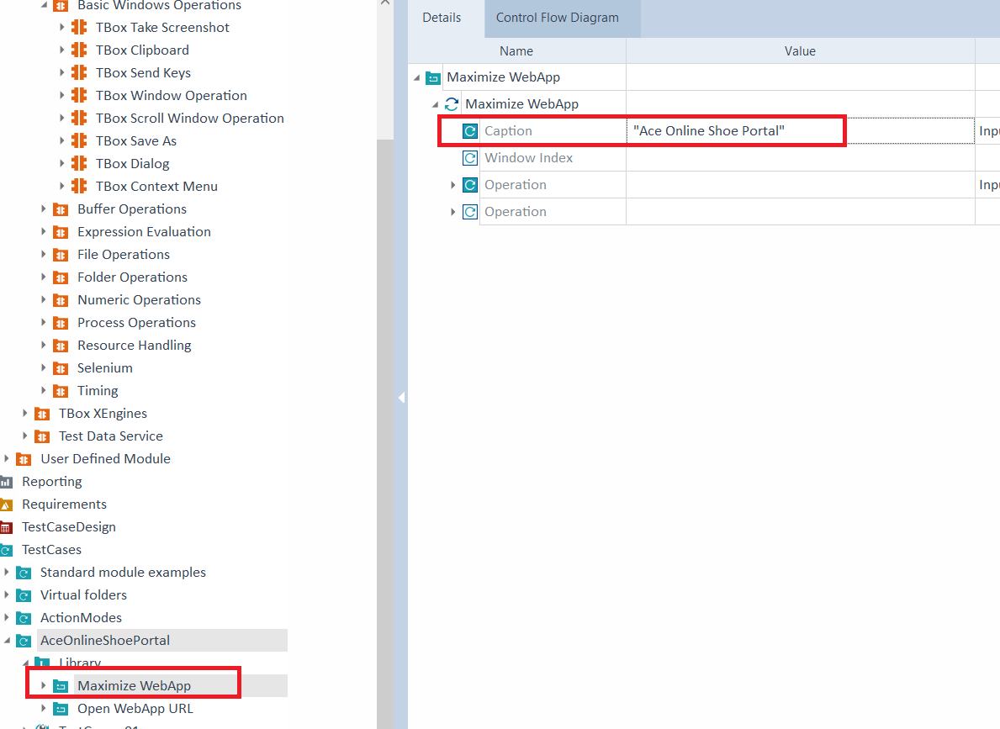 Basic Windows Operations
TBox Take Screenshot
TBox Clipboard
TBox Send Keys
TBox Window Operation
TBox Scroll Window Operation
TBox Save As
TBox Dialog
TBox Context Menu
Buffer Operations
Expression Evaluation
File Operations
Folder Operations
Numeric Operations
Process Operations
Resource Handling
Selenium
Timing
TBox XEngines
Test Data Service
User Defined Module
Reporting
Requirements
TestCaseDesign
TestCases
Standard module examples
Virtual folders
ActionModes
AceOnlineShoePortal
Library
Maximize WebApp
Open WebApp URL
Details Control Flow Diagram
Name Value
Maximize WebApp
Maximize WebApp
Caption "Ace Online Shoe Portal" Inpu
Window Index
Operation Inpu
Operation